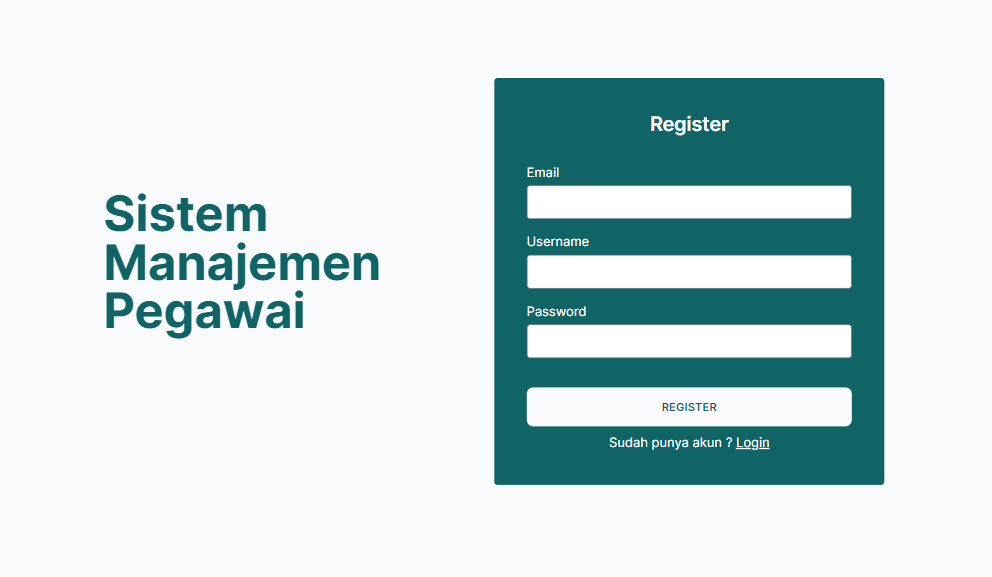 Sistem
Manajemen
Pegawai
Register
Email
Username
Password
REGISTER
Sudah punya akun ? Login